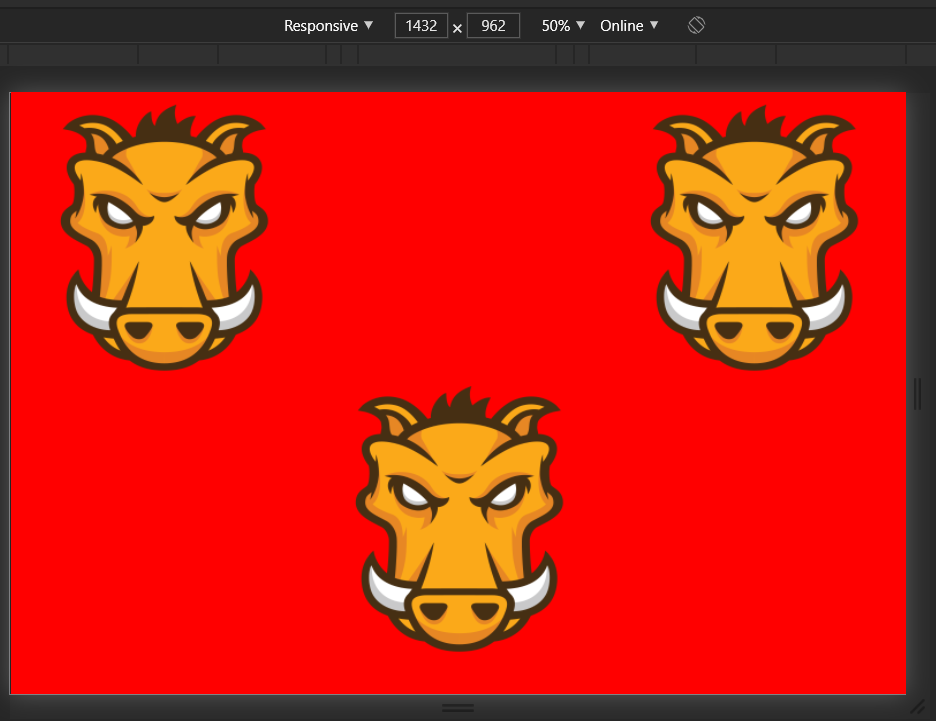 Responsive ▼ 1432 × 962 50% ▼ Online ▼